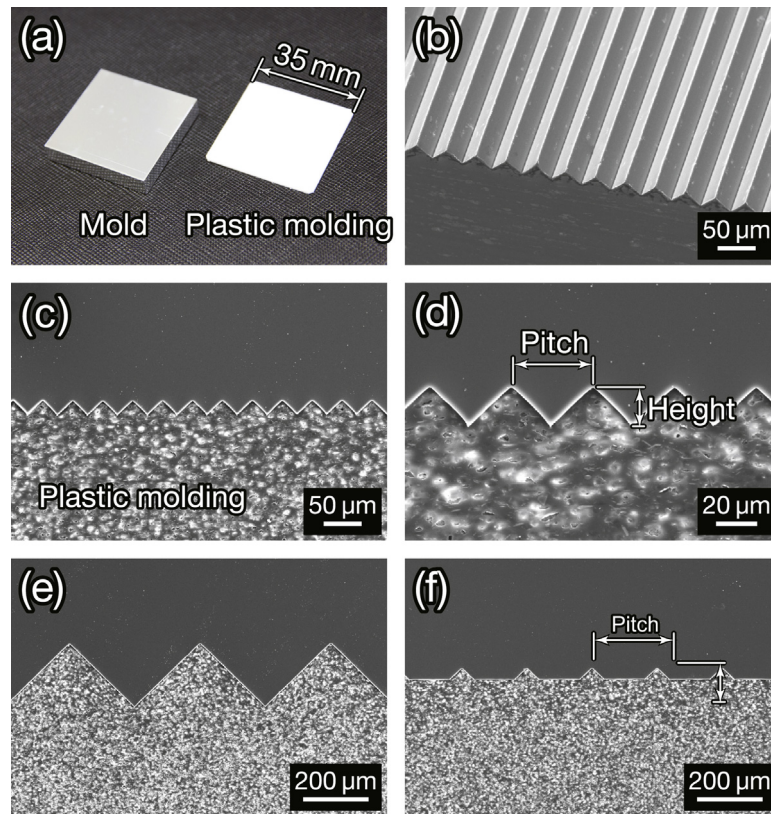 (a)
35 mm
Mold
Plastic molding
(b)
50 µm
(c)
Plastic molding
50 µm
(d)
Pitch
Height
20 µm
(e)
200 µm
(f)
Pitch
200 µm